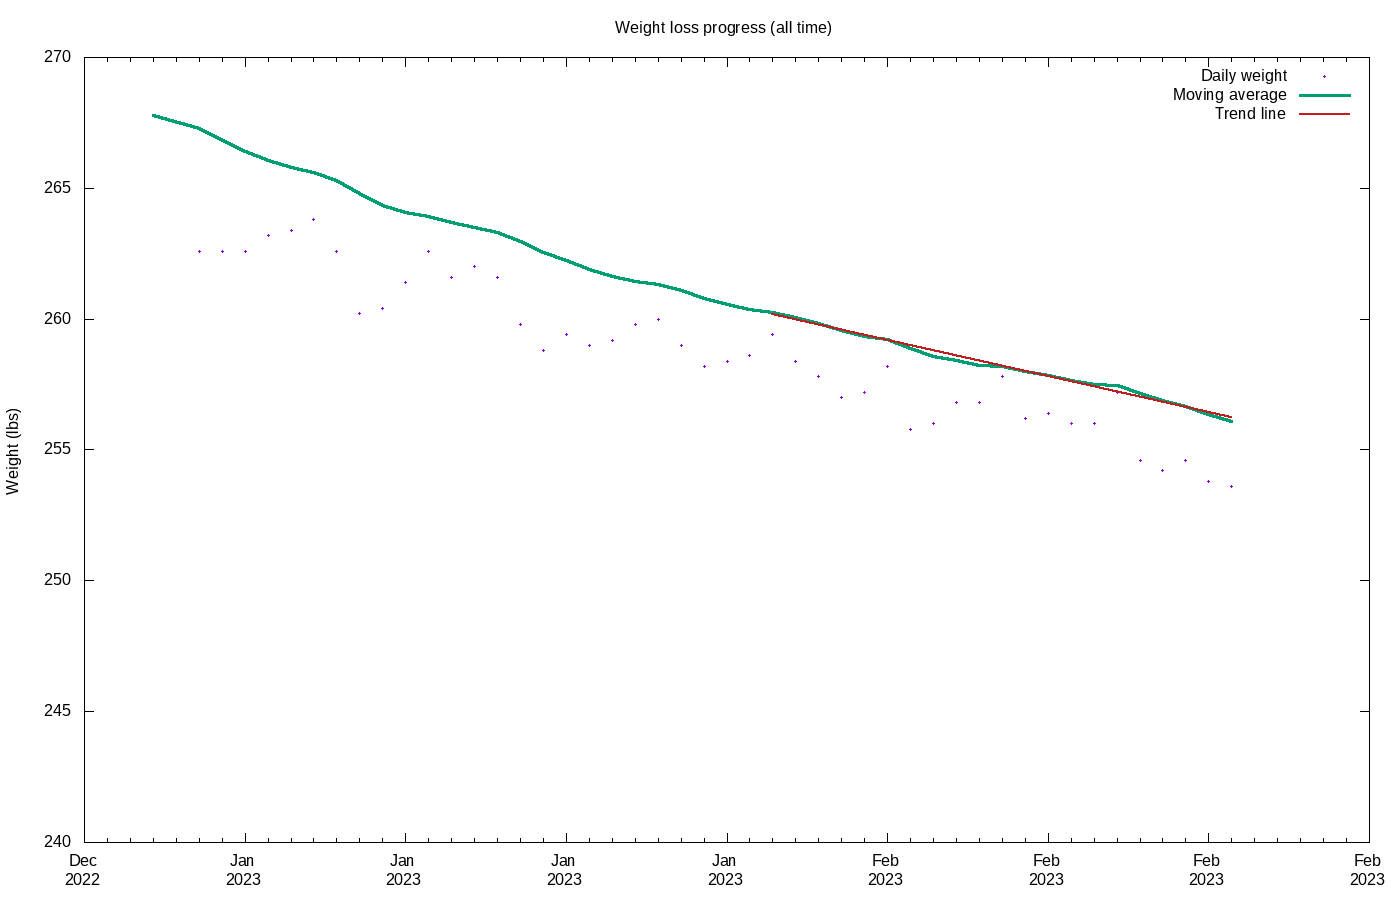 Weight loss progress (all time)
270
265
260
255
250
245
240
Weight (lbs)
Daily weight
Moving average
Trend line
Dec Jan Jan Jan Jan Feb Feb Feb Feb
2022 2023 2023 2023 2023 2023 2023 2023 2023